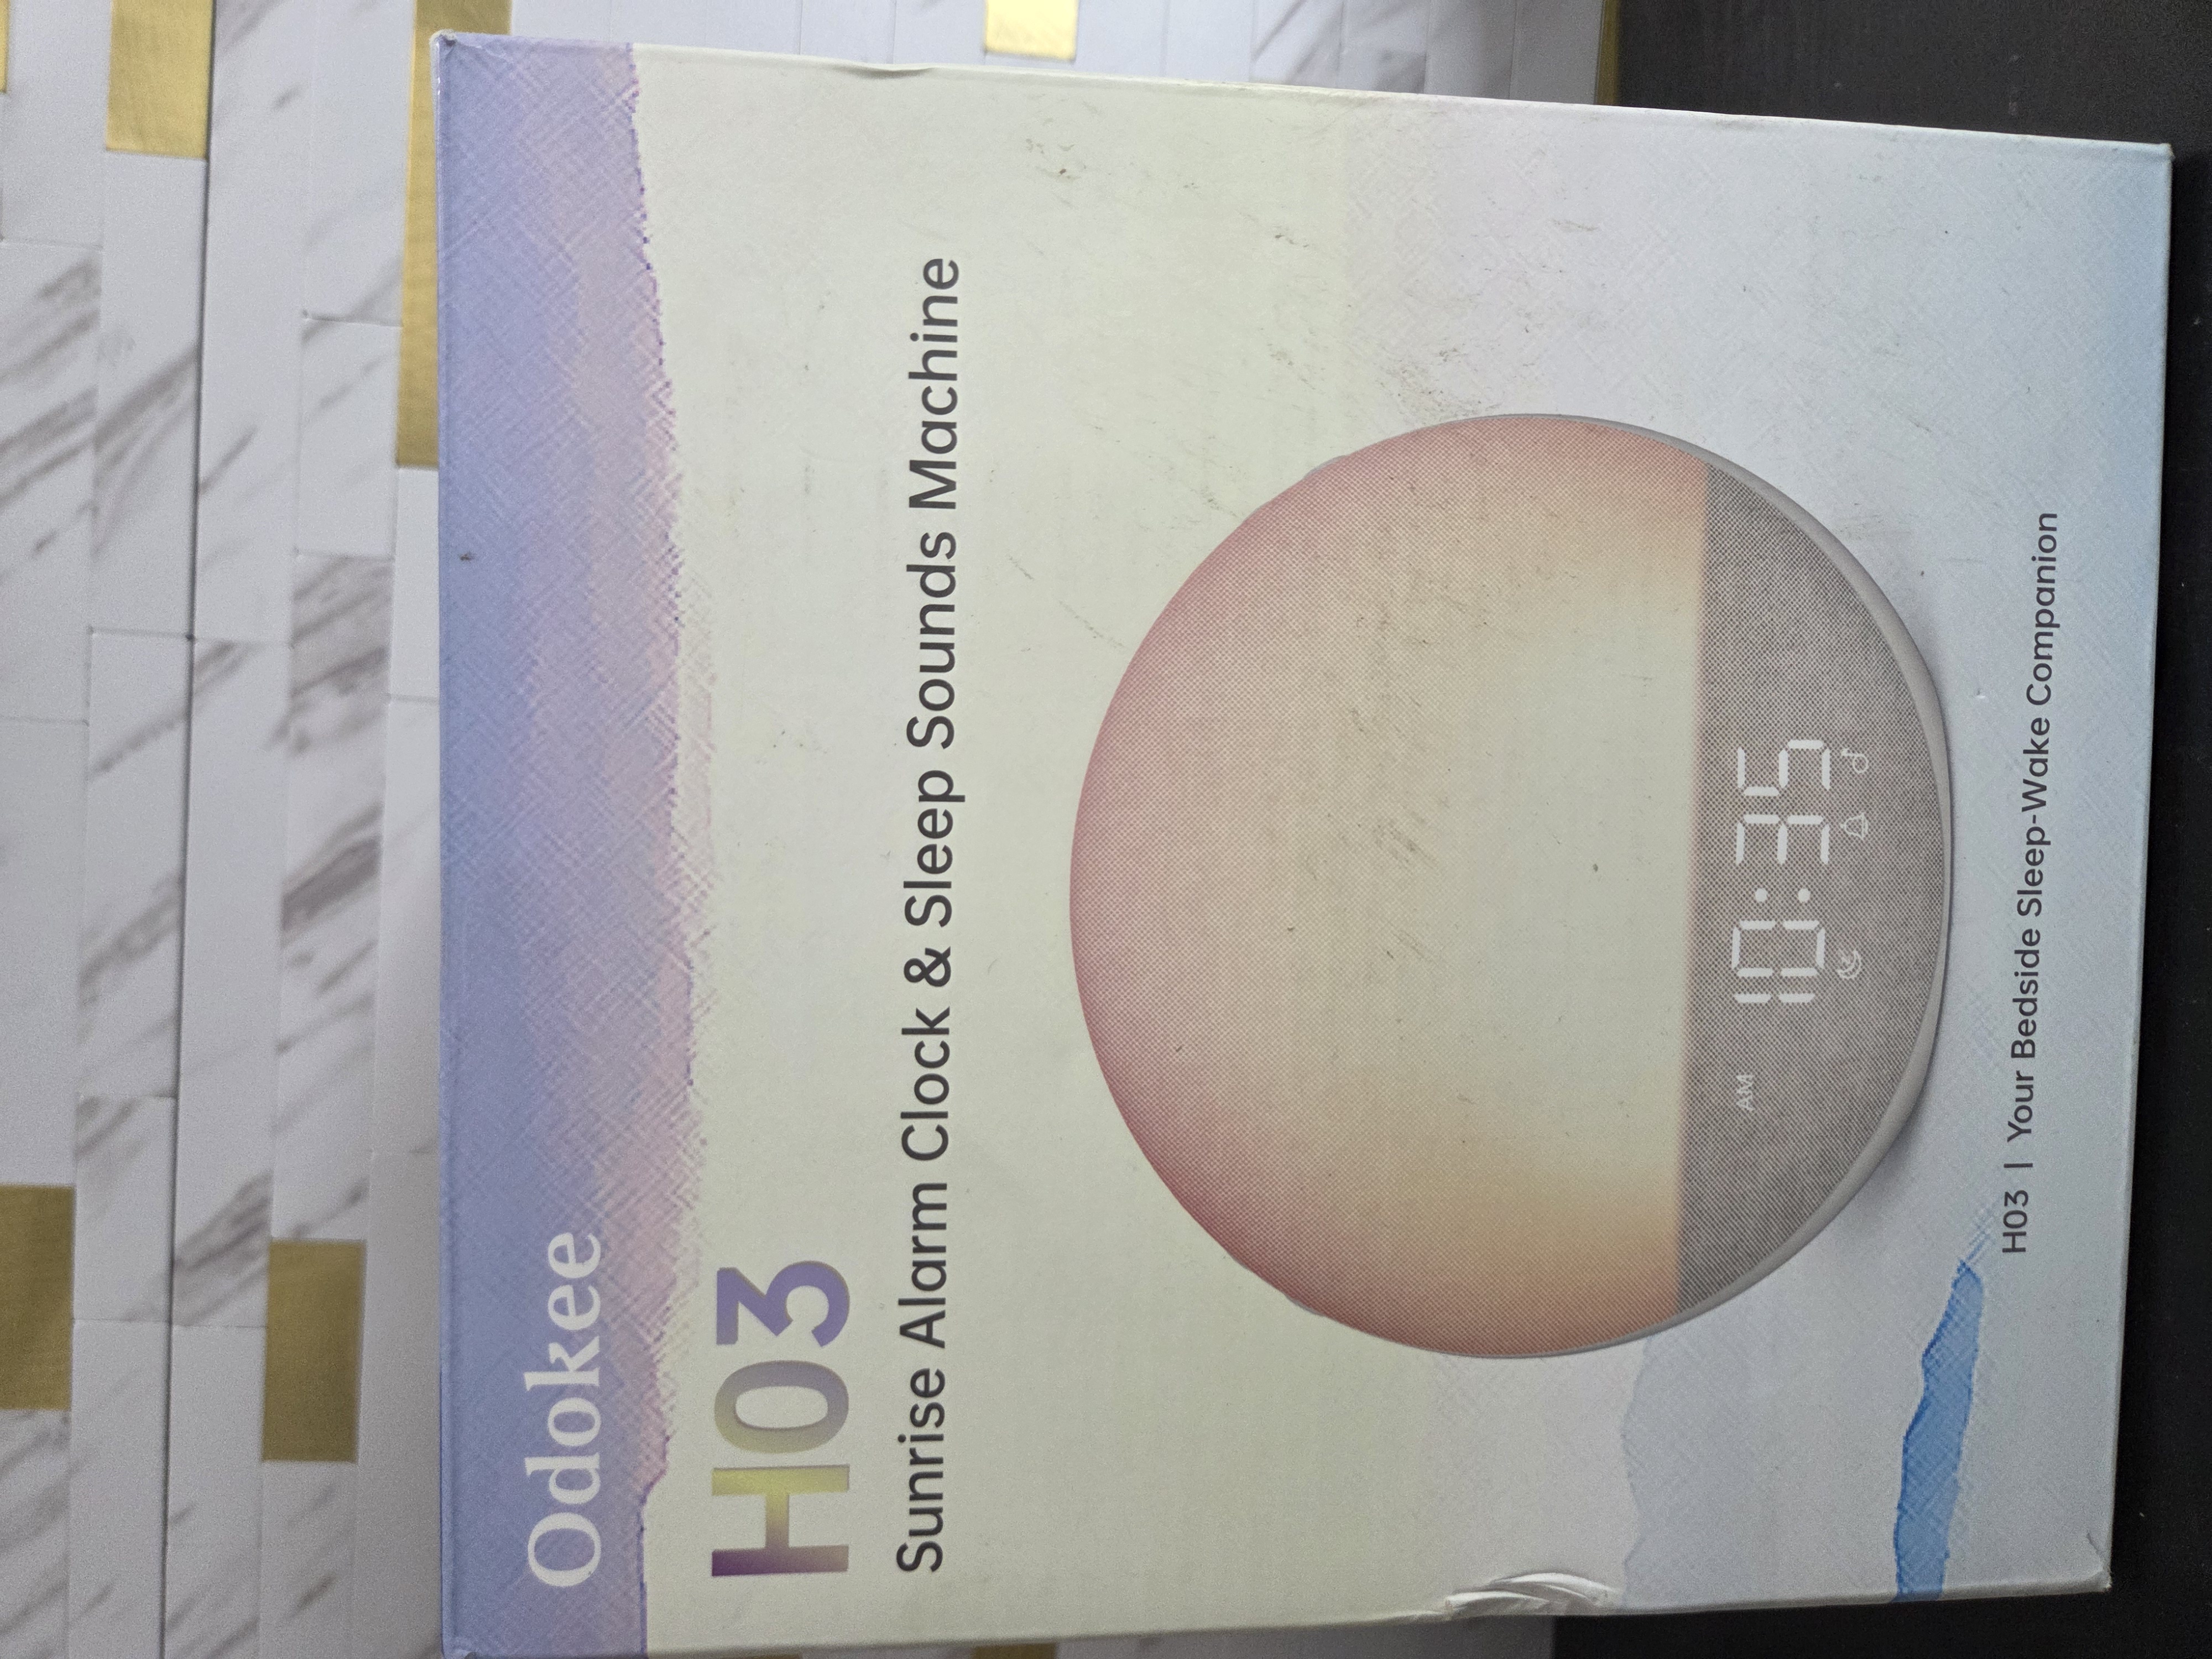 Odokee
H03
Sunrise Alarm Clock & Sleep Sounds Machine
AM
10:35
H03 | Your Bedside Sleep-Wake Companion